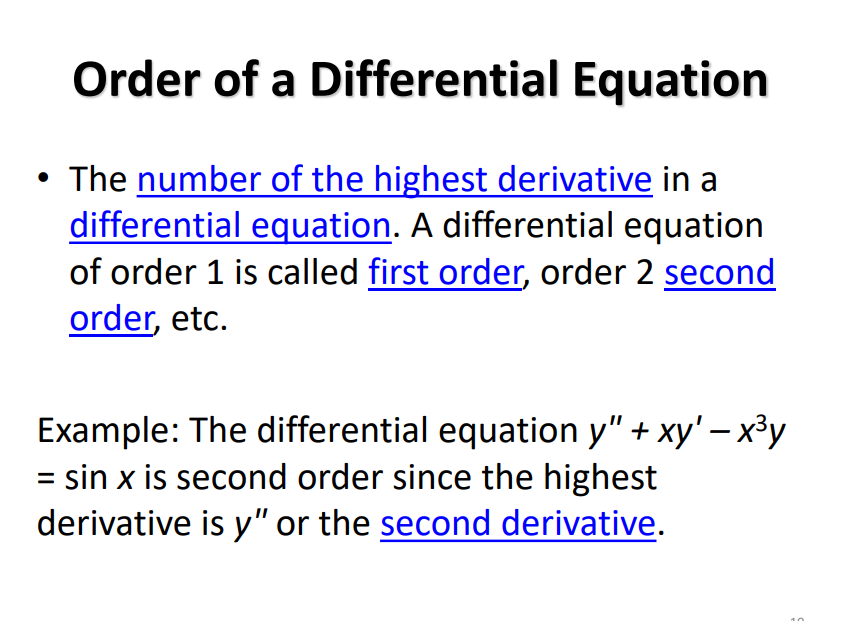 Order of a Differential Equation
• The number of the highest derivative in a
differential equation. A differential equation
of order 1 is called first order, order 2 second
order, etc.
Example: The differential equation y" + xy' – x³y
= sin x is second order since the highest
derivative is y" or the second derivative.